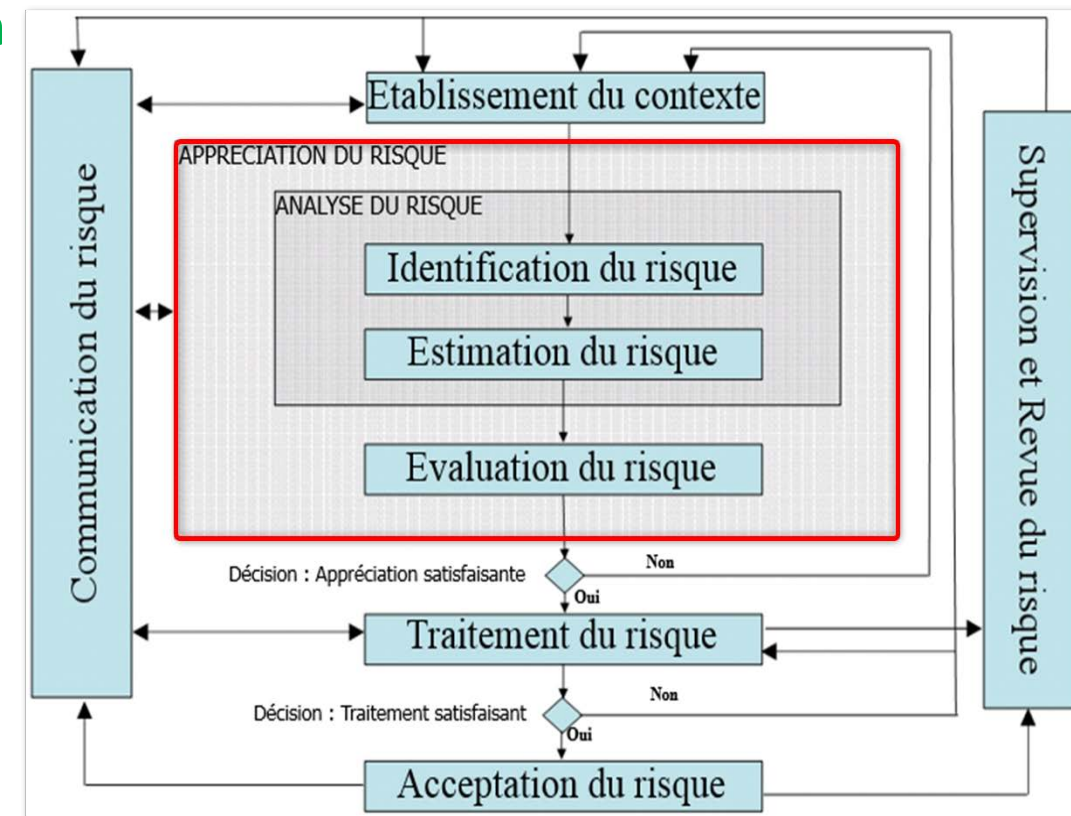 Etablissement du contexte
APPRECIATION DU RISQUE
ANALYSE DU RISQUE
Identification du risque
Estimation du risque
Evaluation du risque
Décision : Appréciation satisfaisante
Non
Oui
Traitement du risque
Décision : Traitement satisfaisant
Non
Oui
Acceptation du risque
Communication du risque
Supervision et Revue du risque